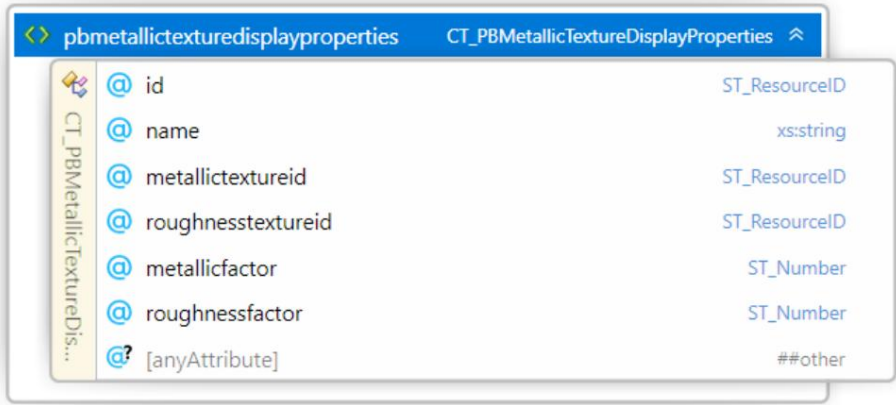 pbmetallictexturedisplayproperties CT_PBMetallicTextureDisplayProperties
CT_PBMetallicTextureDis...
@ id ST_ResourceID
@ name xs:string
@ metallictextureid ST_ResourceID
@ roughnesstextureid ST_ResourceID
@ metallicfactor ST_Number
@ roughnessfactor ST_Number
@? [anyAttribute] ##other